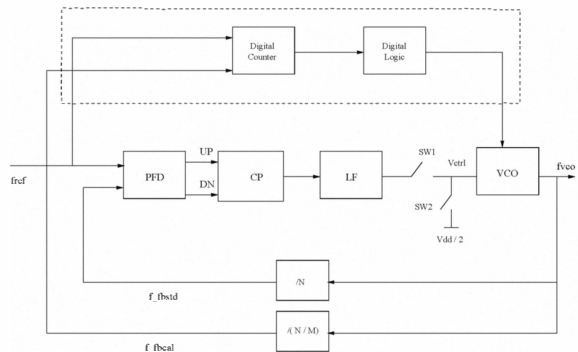 Digital
Counter
Digital
Logic
UP
SW1
fvco
PFD
CP
LF
Vctrl
VCO
fref
DN
SW2
Vdd / 2
/N
f_fbstd
/( N / M)
f_fbcal